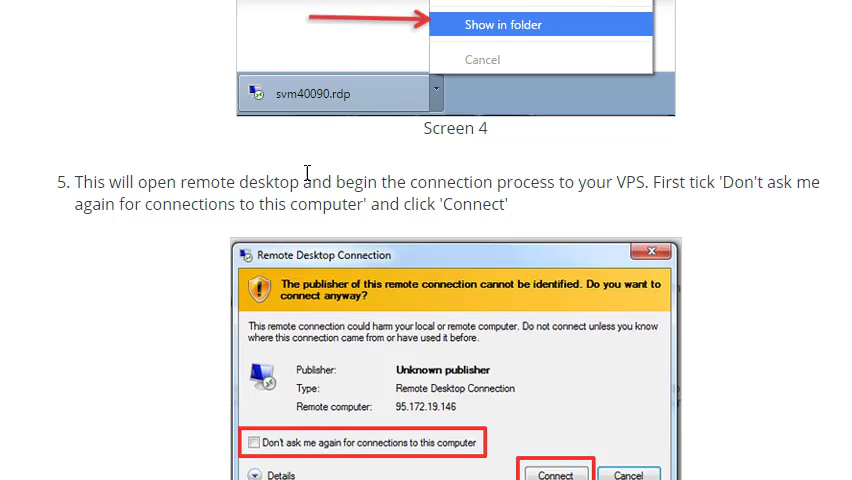 Show in folder
Cancel
svm40090.rdp
Screen 4
5. This will open remote desktop and begin the connection process to your VPS. First tick 'Don't ask me
again for connections to this computer' and click 'Connect'
Remote Desktop Connection
The publisher of this remote connection cannot be identified. Do you want to
connect anyway?
This remote connection could harm your local or remote computer. Do not connect unless you know
where this connection came from or have used it before.
Publisher: Unknown publisher
Type: Remote Desktop Connection
Remote computer: 95.172.19.146
Don't ask me again for connections to this computer
Details Connect Cancel